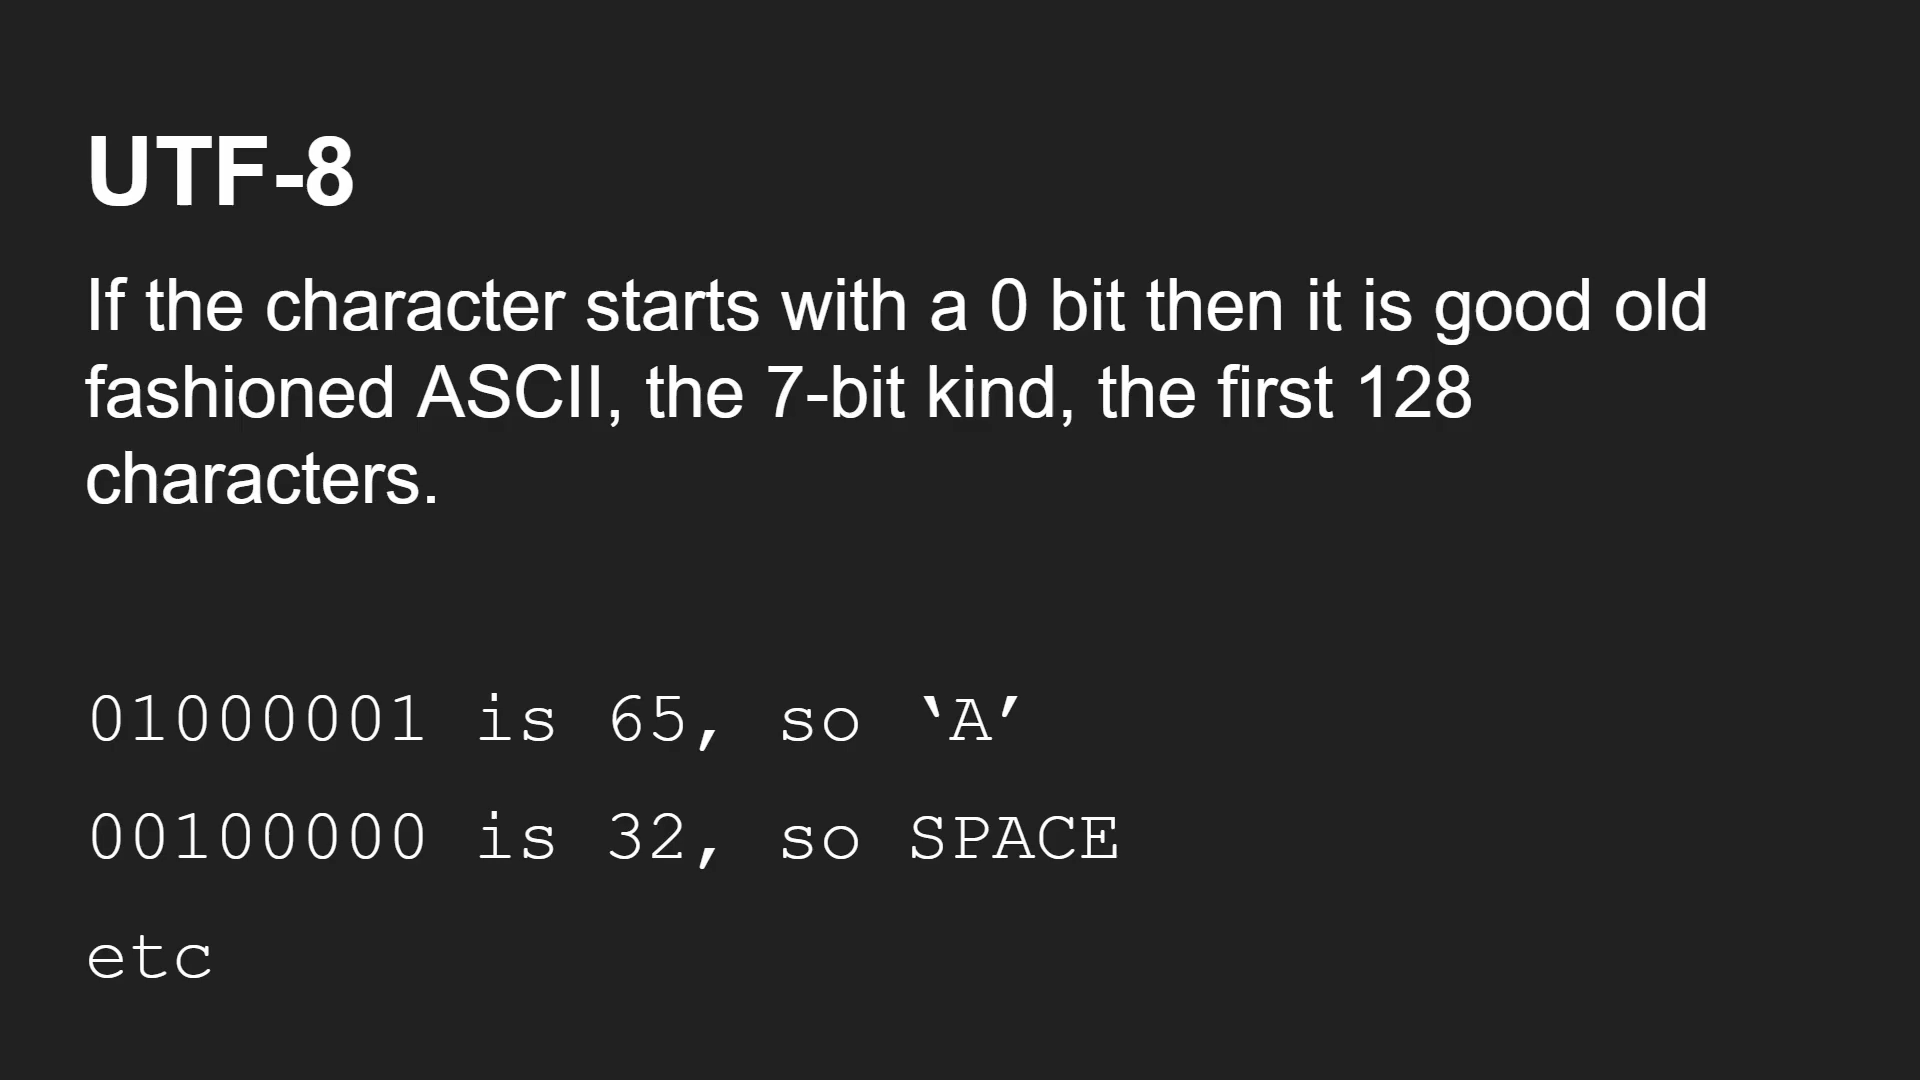 UTF-8
If the character starts with a 0 bit then it is good old
fashioned ASCII, the 7-bit kind, the first 128
characters.
01000001 is 65, so ‘A’
00100000 is 32, so SPACE
etc